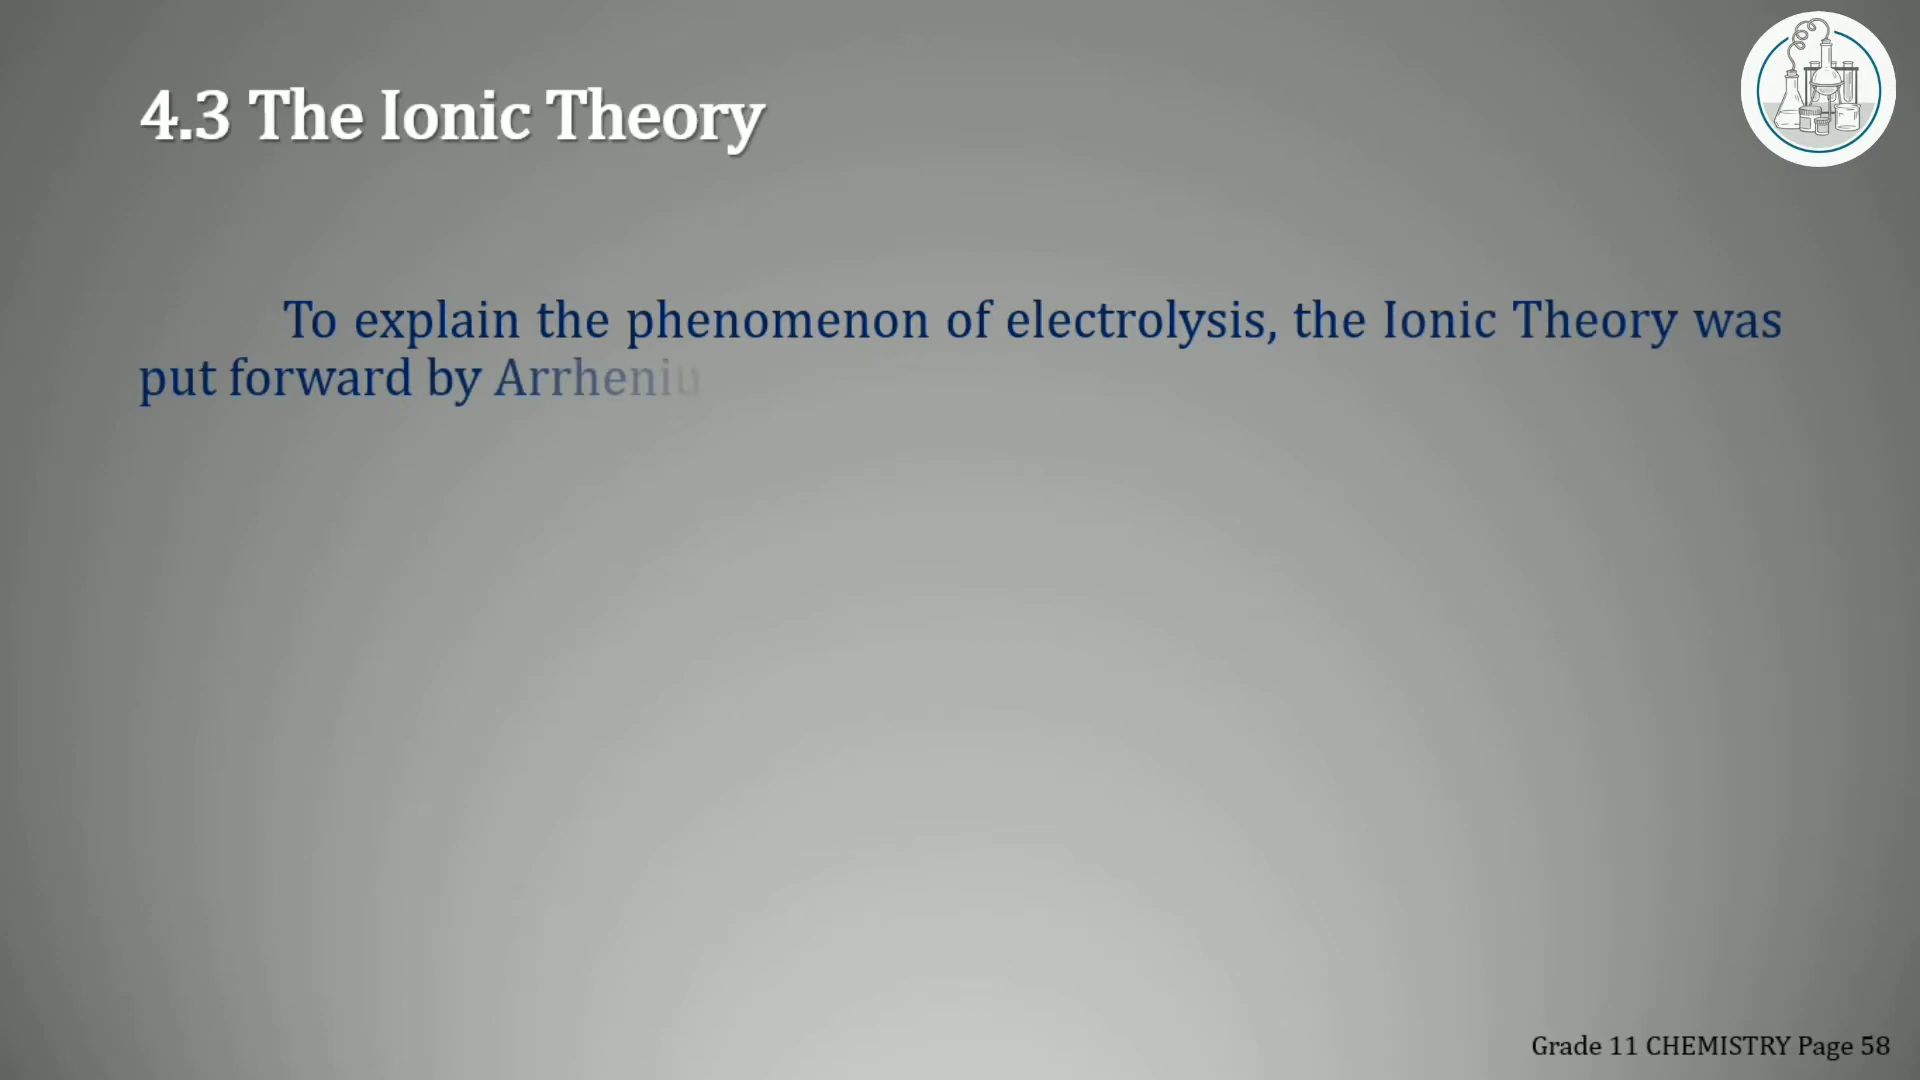 4.3 The Ionic Theory
To explain the phenomenon of electrolysis, the Ionic Theory was
put forward by Arrheniu
Grade 11 CHEMISTRY Page 58